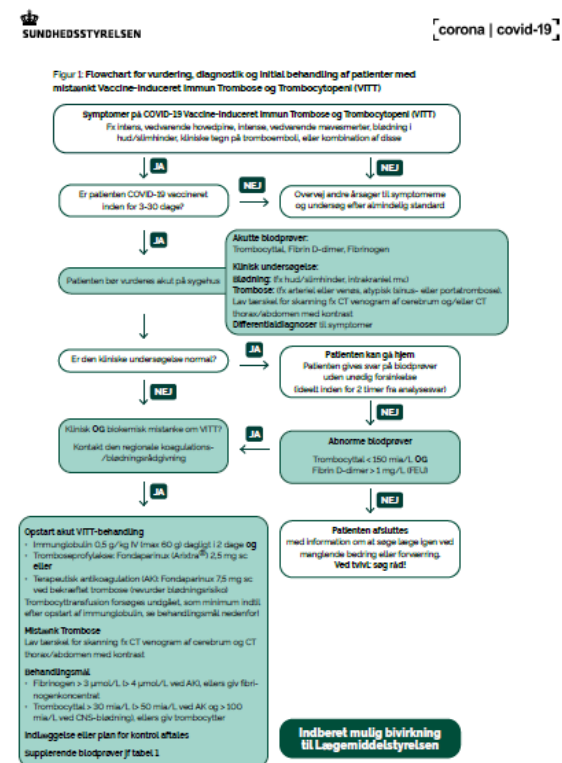 SUNDHEDSSTYRELSEN
[corona | covid-19]
Figur 1: Flowchart for vurdering, diagnostik og initial behandling af patienter med
mistænkt Vaccine-Induceret Immun Trombose og Trombocytopeni (VITT)
Symptomer på COVID-19 Vaccine-Induceret Immun Trombose og Trombocytopeni (VITT)
Fx intens, vedvarende hovedpine, intense, vedvarende mavesmerter, blødning i
hud/slimhinder, kliniske tegn på tromboemboli, eller kombination af disse
JA
NEJ
Er patienten COVID-19 vaccineret
inden for 3-30 dage?
NEJ
Overvej andre årsager til symptomerne
og undersøg efter almindelig standard
JA
Patienten bør vurderes akut på sygehus
Akutte blodprøver:
Trombocyttal, Fibrin D-dimer, Fibrinogen
Klinisk undersøgelse:
Blødning: (fx hud/slimhinder, intrakraniel mv.)
Trombose: (fx arteriel eller venøs, atypisk (sinus- eller portatrombose).
Lav tærskel for skanning fx CT venogram af cerebrum og/eller CT
thorax/abdomen med kontrast
Differentialdiagnoser til symptomer
Er den kliniske undersøgelse normal?
JA
Patienten kan gå hjem
Patienten gives svar på blodprøver
uden unødig forsinkelse
(ideelt inden for 2 timer fra analysesvar)
NEJ
NEJ
Klinisk OG biokemisk mistanke om VITT?
Kontakt den regionale koagulations-
/blødningsrådgivning
JA
Abnorme blodprøver
Trombocyttal < 150 mia/L OG
Fibrin D-dimer > 1 mg/L (FEU)
JA
NEJ
Opstart akut VITT-behandling
• Immunglobulin 0,5 g/kg IV (max 60 g) dagligt i 2 dage og
• Tromboseprofylakse: Fondaparinux (Arixtra®) 2,5 mg sc
eller
• Terapeutisk antikoagulation (AK): Fondaparinux 7,5 mg sc
ved bekræftet trombose (revurder blødningsrisiko)
Trombocyttransfusion forsøges undgået, som minimum indtil
efter opstart af immunglobulin, se behandlingsmål nedenfor!
Mistænk Trombose
Lav tærskel for skanning fx CT venogram af cerebrum og CT
thorax/abdomen med kontrast
Behandlingsmål
• Fibrinogen > 3 µmol/L (> 4 µmol/L ved AK), ellers giv fibri-
nogenkoncentrat
• Trombocyttal > 30 mia/L (> 50 mia/L ved AK og > 100
mia/L ved CNS-blødning), ellers giv trombocytter
Indlæggelse eller plan for kontrol aftales
Supplerende blodprøver jf tabel 1
Patienten afsluttes
med information om at søge læge igen ved
manglende bedring eller forværring.
Ved tvivl: søg råd!
Indberet mulig bivirkning
til Lægemiddelstyrelsen